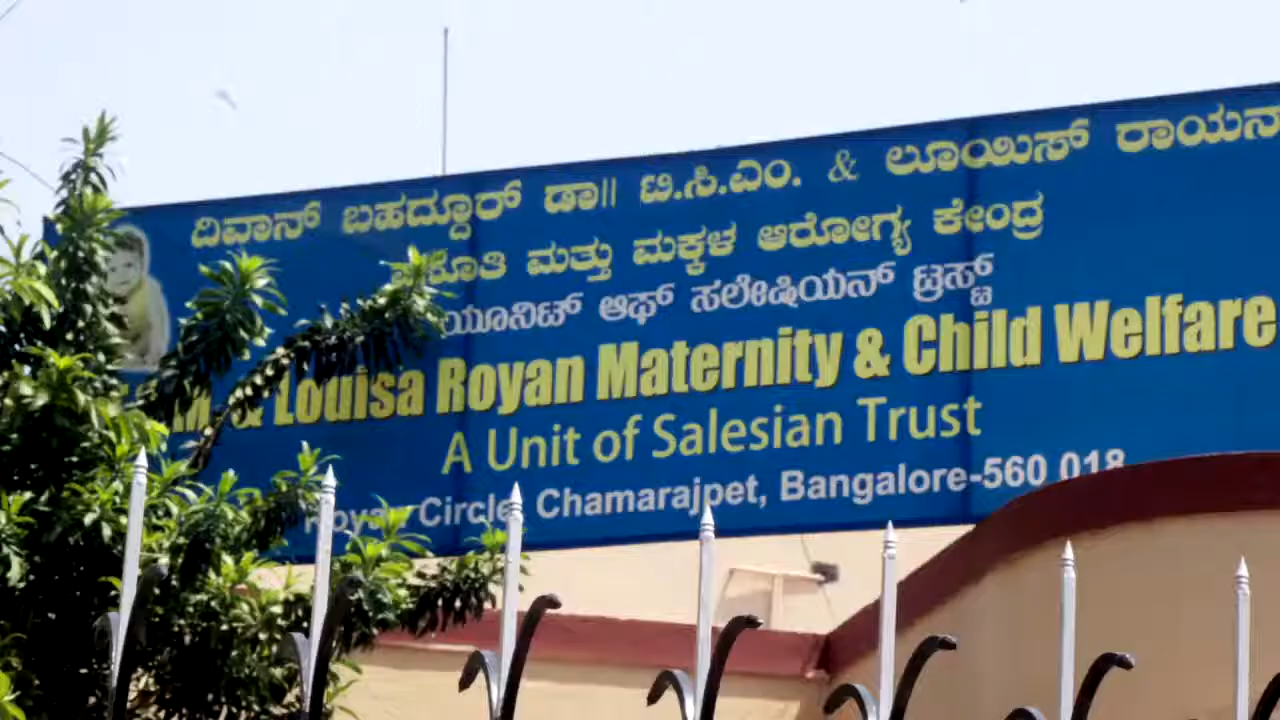 ದಿವಾನ್ ಬಹದ್ದೂರ್ ಡಾ|| ಟಿ.ಸಿ.ಎಂ. & ಲೂಯಿಸ್ ರಾಯನ್
ಮತ್ತು ಮಕ್ಕಳ ಆರೋಗ್ಯ ಕೇಂದ್ರ
ಯೂನಿಟ್ ಆಫ್ ಸಲೇಷಿಯನ್ ಟ್ರಸ್ಟ್
& Louisa Royan Maternity & Child Welfare
A Unit of Salesian Trust
Royan Circle, Chamarajpet, Bangalore-560 018